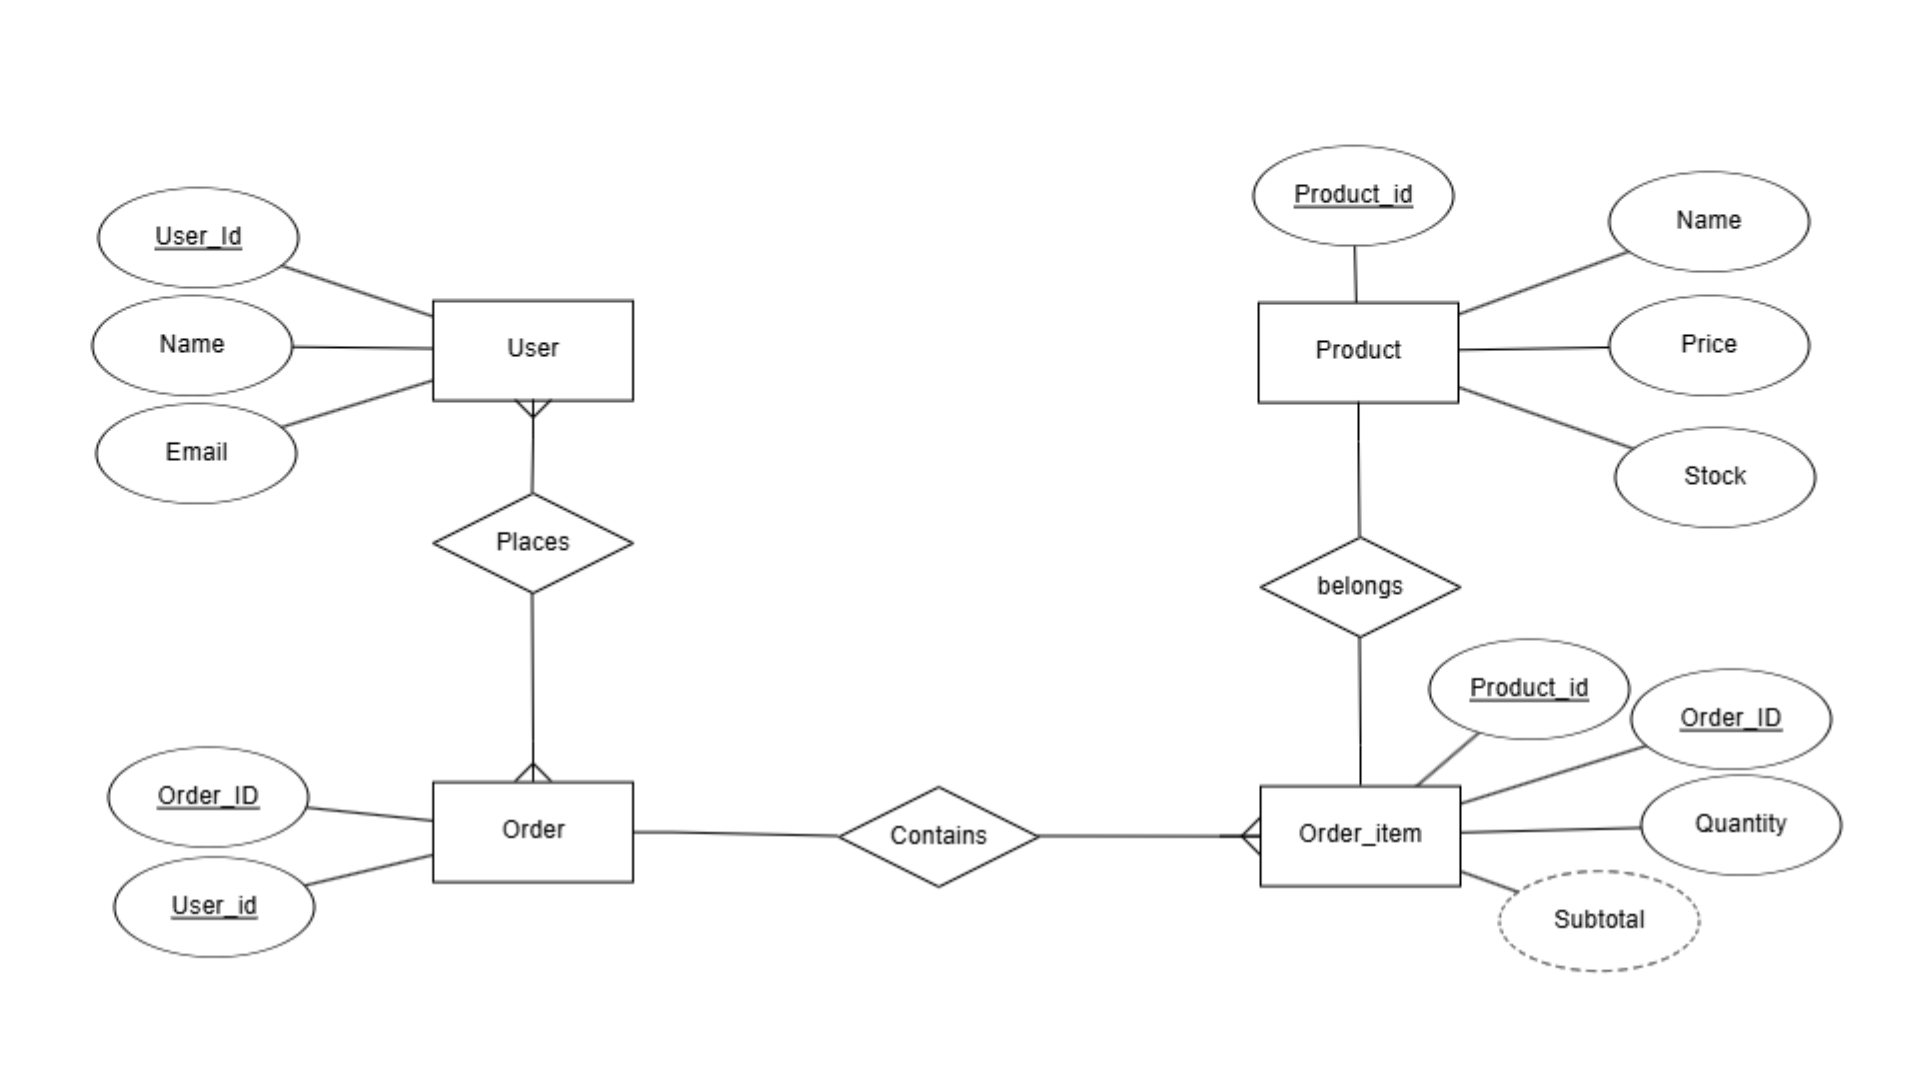 User_Id
Name
Email
User
Places
Order_ID
User_id
Order
Contains
Product_id
Name
Price
Stock
Product
belongs
Product_id
Order_ID
Quantity
Subtotal
Order_item